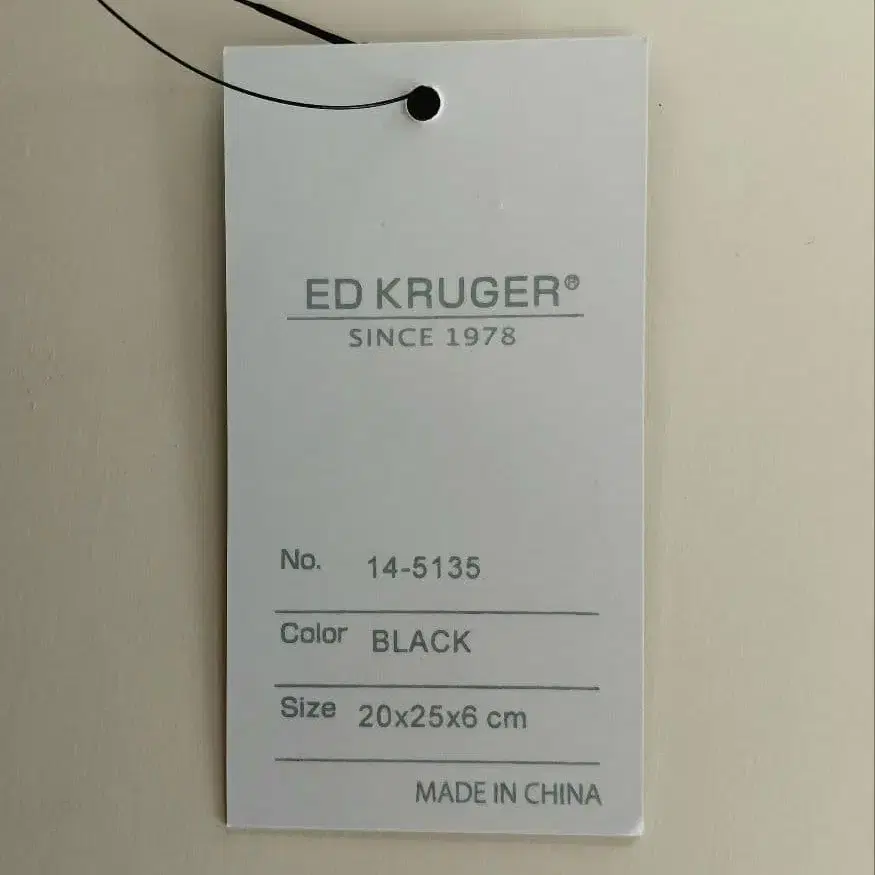 ED KRUGER®
SINCE 1978
No. 14-5135
Color BLACK
Size 20x25x6 cm
MADE IN CHINA